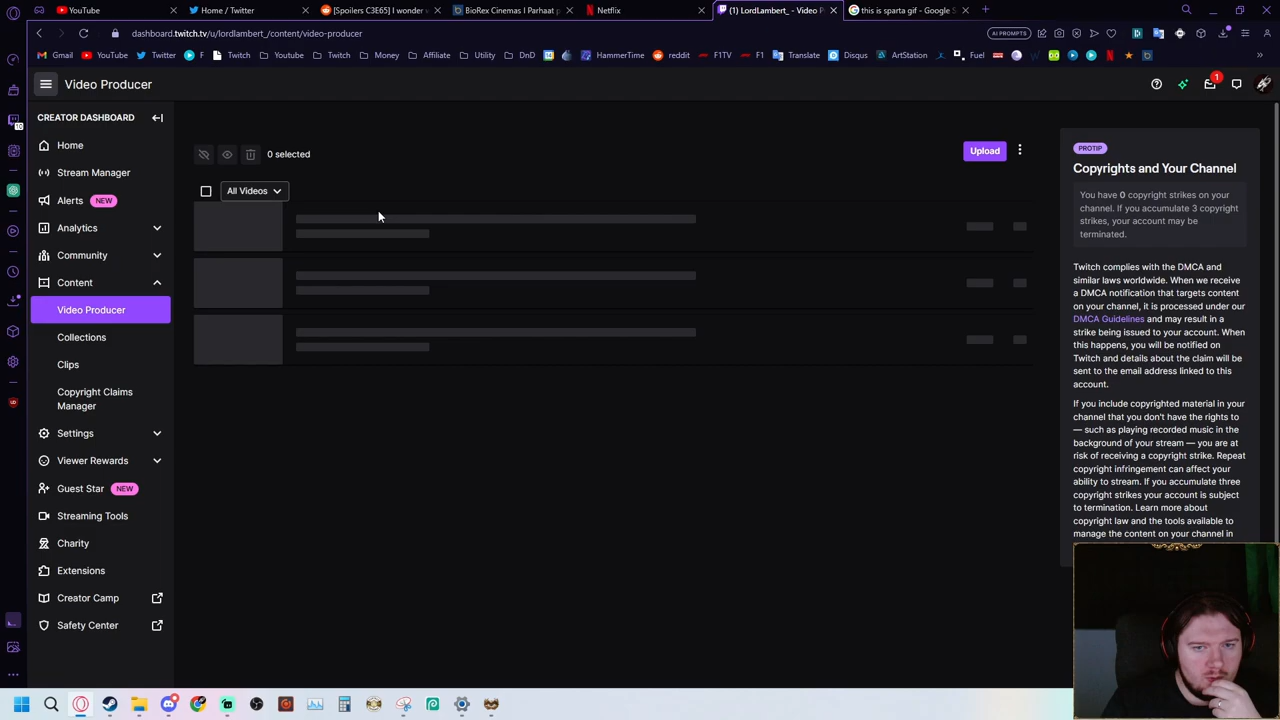 YouTube
Home / Twitter
[Spoilers C3E65] I wonder
BioRex Cinemas | Parhaat p
Netflix
(1) LordLambert_ - Video P
this is sparta gif - Google S
dashboard.twitch.tv/u/lordlambert_/content/video-producer
AI PROMPTS
Gmail
YouTube
Twitter
F
Twitch
Youtube
Twitch
Money
Affiliate
Utility
DnD
HammerTime
reddit
F1TV
F1
Translate
Disqus
ArtStation
Fuel
Video Producer
1
CREATOR DASHBOARD
Home
Stream Manager
Alerts NEW
Analytics
Community
Content
Video Producer
Collections
Clips
Copyright Claims
Manager
Settings
Viewer Rewards
Guest Star NEW
Streaming Tools
Charity
Extensions
Creator Camp
Safety Center
0 selected
Upload
All Videos
PROTIP
Copyrights and Your Channel
You have 0 copyright strikes on your
channel. If you accumulate 3 copyright
strikes, your account may be
terminated.
Twitch complies with the DMCA and
similar laws worldwide. When we receive
a DMCA notification that targets content
on your channel, it is processed under our
DMCA Guidelines and may result in a
strike being issued to your account. When
this happens, you will be notified on
Twitch and details about the claim will be
sent to the email address linked to this
account.
If you include copyrighted material in your
channel that you don't have the rights to
— such as playing recorded music in the
background of your stream — you are at
risk of receiving a copyright strike. Repeat
copyright infringement can affect your
ability to stream. If you accumulate three
copyright strikes your account is subject
to termination. Learn more about
copyright law and the tools available to
manage the content on your channel in